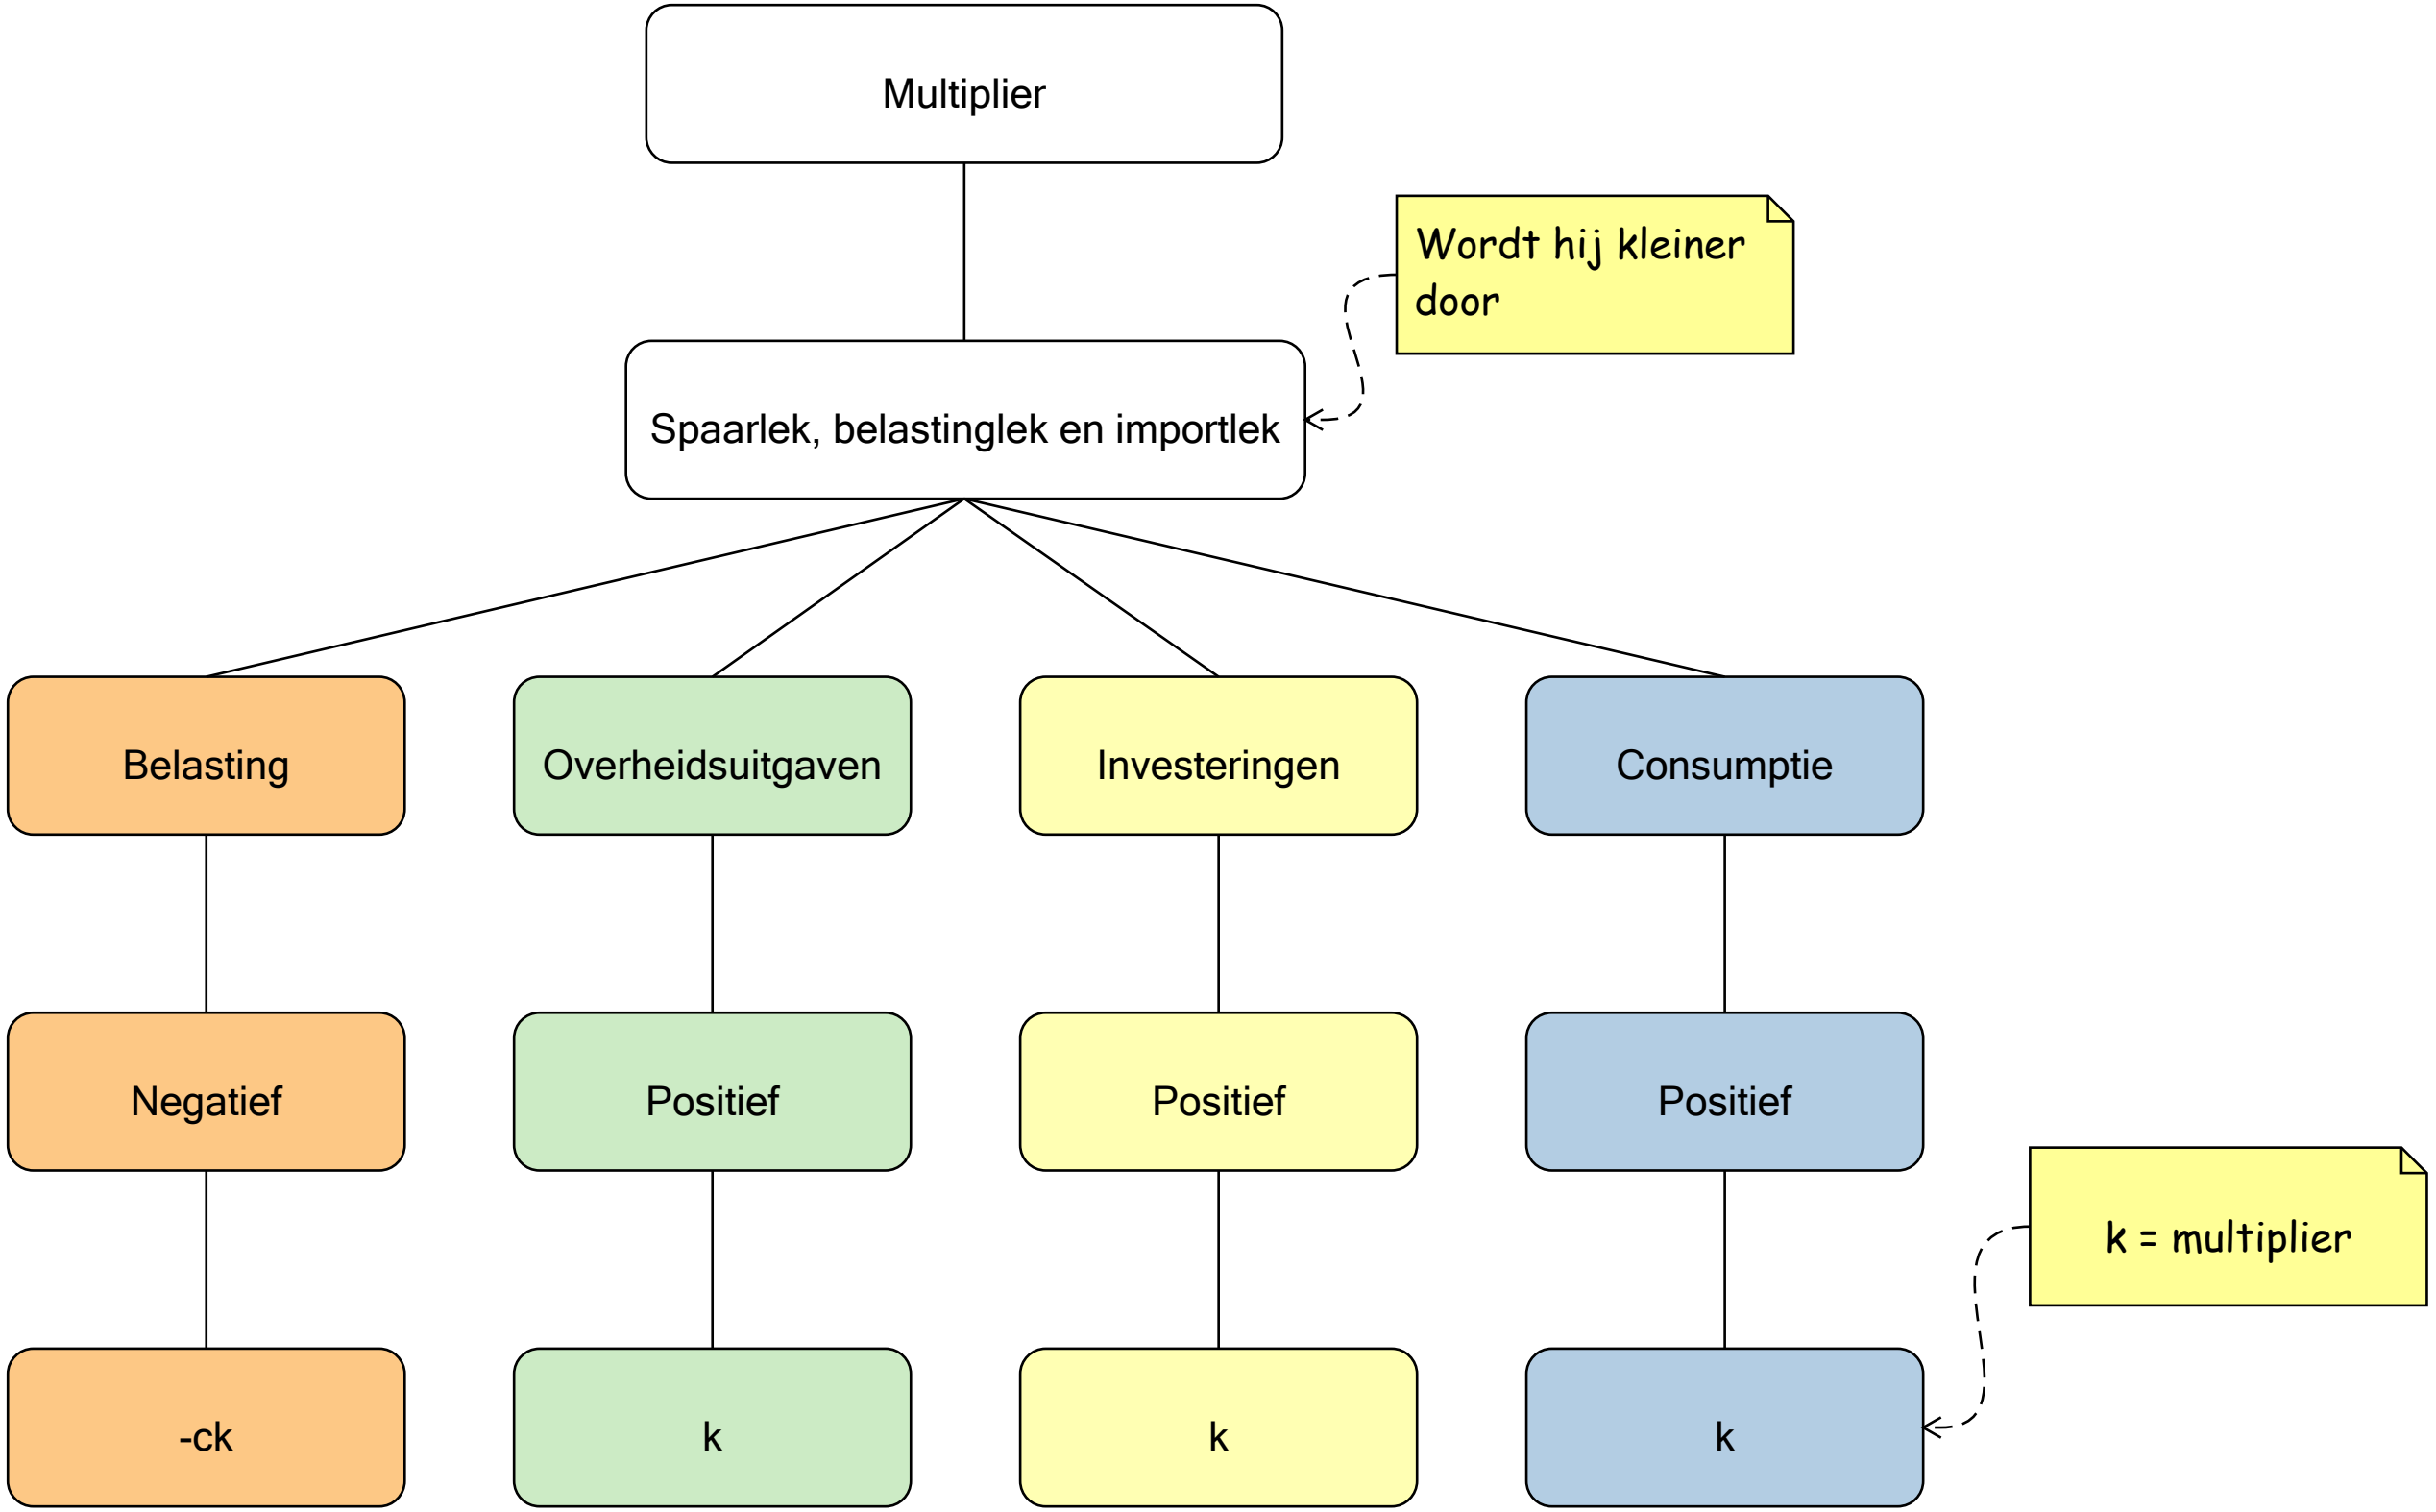 Multiplier
Wordt hij kleiner
door
Spaarlek, belastinglek en importlek
Belasting
Overheidsuitgaven
Investeringen
Consumptie
Negatief
Positief
Positief
Positief
k = multiplier
-ck
k
k
k